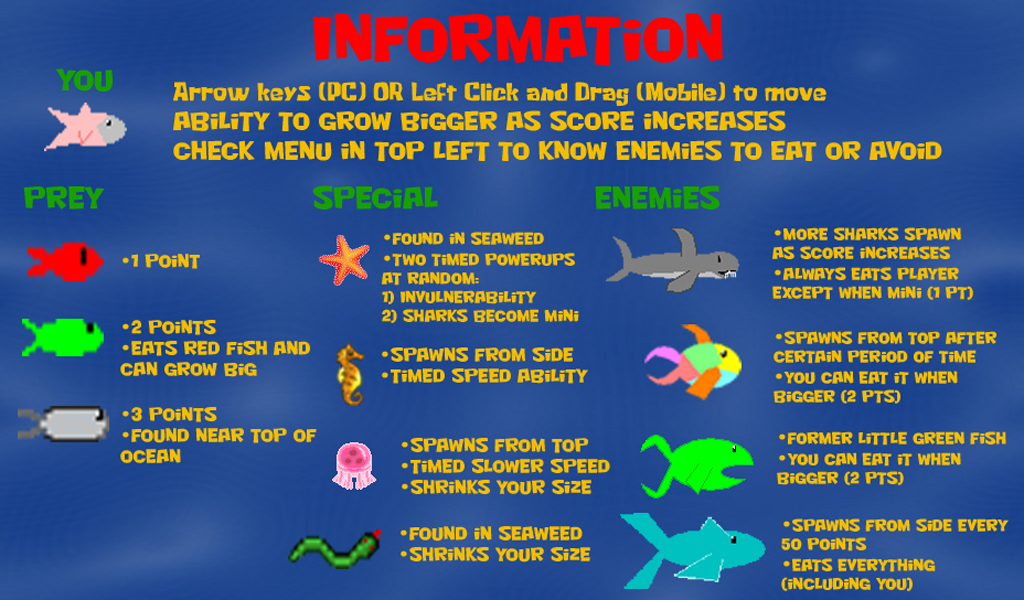 INFORMATION
YOU
Arrow keys (PC) OR Left Click and Drag (Mobile) to move
ABILITY TO GROW BIGGER AS SCORE INCREASES
CHECK MENU IN TOP LEFT TO KNOW ENEMIES TO EAT OR AVOID
PREY
•1 POINT
•2 POINTS
•EATS RED FISH AND
CAN GROW BIG
•3 POINTS
•FOUND NEAR TOP OF
OCEAN
SPECIAL
•FOUND IN SEAWEED
•TWO TIMED POWERUPS
AT RANDOM:
1) INVULNERABILITY
2) SHARKS BECOME MINI
•SPAWNS FROM SIDE
•TIMED SPEED ABILITY
•SPAWNS FROM TOP
•TIMED SLOWER SPEED
•SHRINKS YOUR SIZE
•FOUND IN SEAWEED
•SHRINKS YOUR SIZE
ENEMIES
•MORE SHARKS SPAWN
AS SCORE INCREASES
•ALWAYS EATS PLAYER
EXCEPT WHEN MINI (1 PT)
•SPAWNS FROM TOP AFTER
CERTAIN PERIOD OF TIME
•YOU CAN EAT IT WHEN
BIGGER (2 PTS)
•FORMER LITTLE GREEN FISH
•YOU CAN EAT IT WHEN
BIGGER (2 PTS)
•SPAWNS FROM SIDE EVERY
50 POINTS
•EATS EVERYTHING
(INCLUDING YOU)